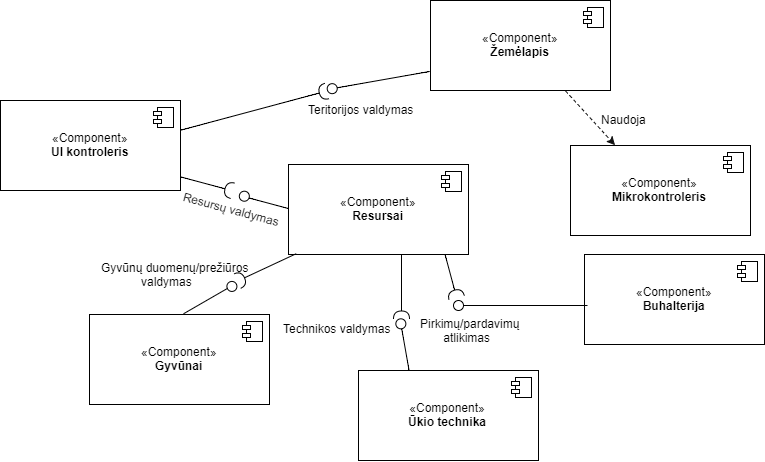 «Component»
Žemėlapis
Teritorijos valdymas
Naudoja
«Component»
UI kontroleris
«Component»
Mikrokontroleris
Resursų valdymas
«Component»
Resursai
Gyvūnų duomenų/prežiūros
valdymas
«Component»
Buhalterija
Technikos valdymas
Pirkimų/pardavimų
atlikimas
«Component»
Gyvūnai
«Component»
Ūkio technika